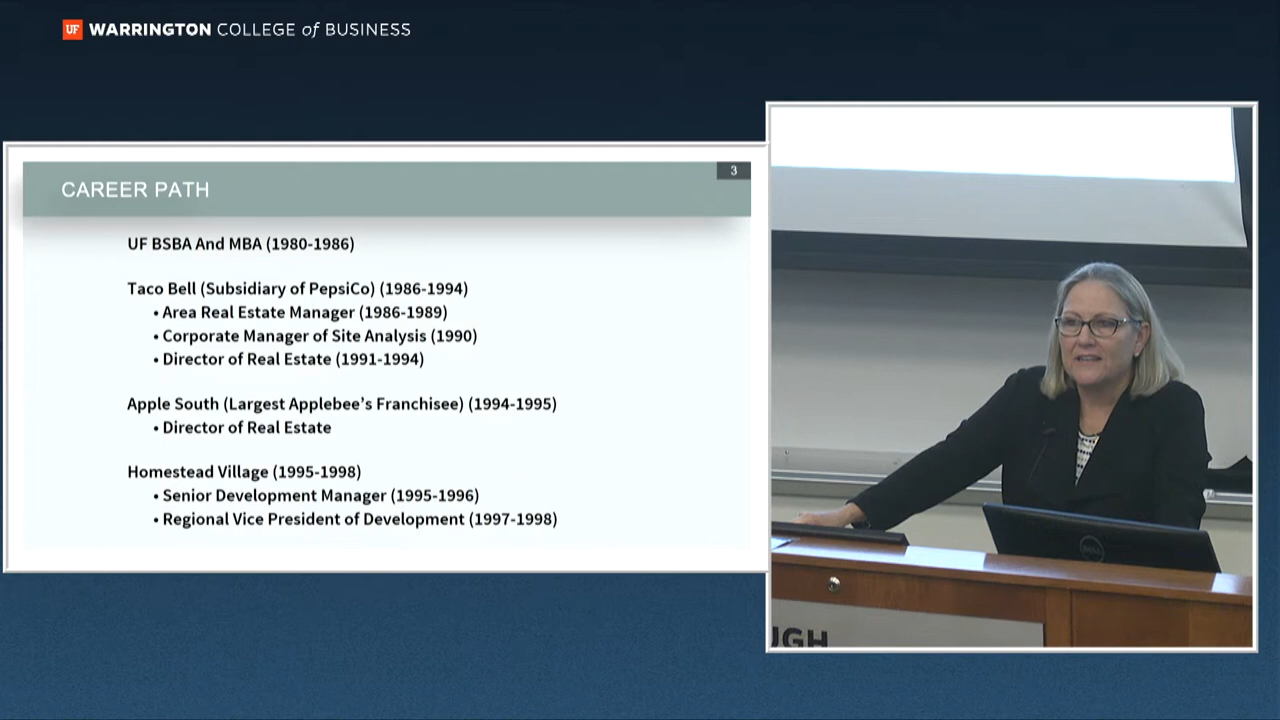 UF WARRINGTON COLLEGE of BUSINESS
3
CAREER PATH
UF BSBA And MBA (1980-1986)
Taco Bell (Subsidiary of PepsiCo) (1986-1994)
• Area Real Estate Manager (1986-1989)
• Corporate Manager of Site Analysis (1990)
• Director of Real Estate (1991-1994)
Apple South (Largest Applebee's Franchisee) (1994-1995)
• Director of Real Estate
Homestead Village (1995-1998)
• Senior Development Manager (1995-1996)
• Regional Vice President of Development (1997-1998)
DELL
UGH